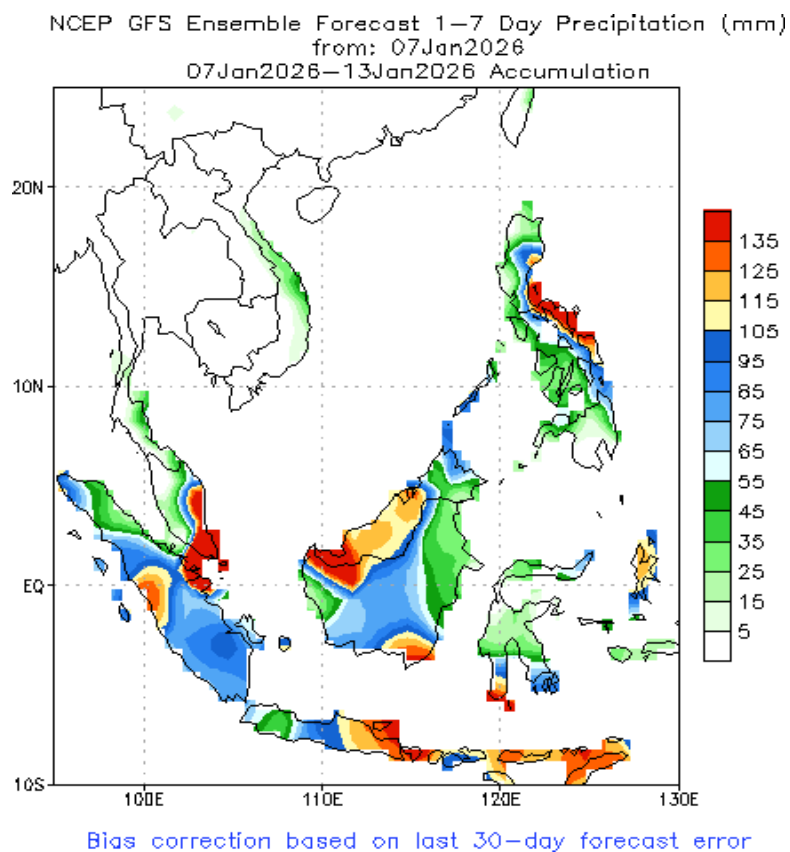 NCEP GFS Ensemble Forecast 1-7 Day Precipitation (mm)
from: 07Jan2026
07Jan2026-13Jan2026 Accumulation
20N
10N
EQ
10S
100E
110E
120E
130E
135
125
115
105
95
85
75
65
55
45
35
25
15
5
Bias correction based on last 30-day forecast error